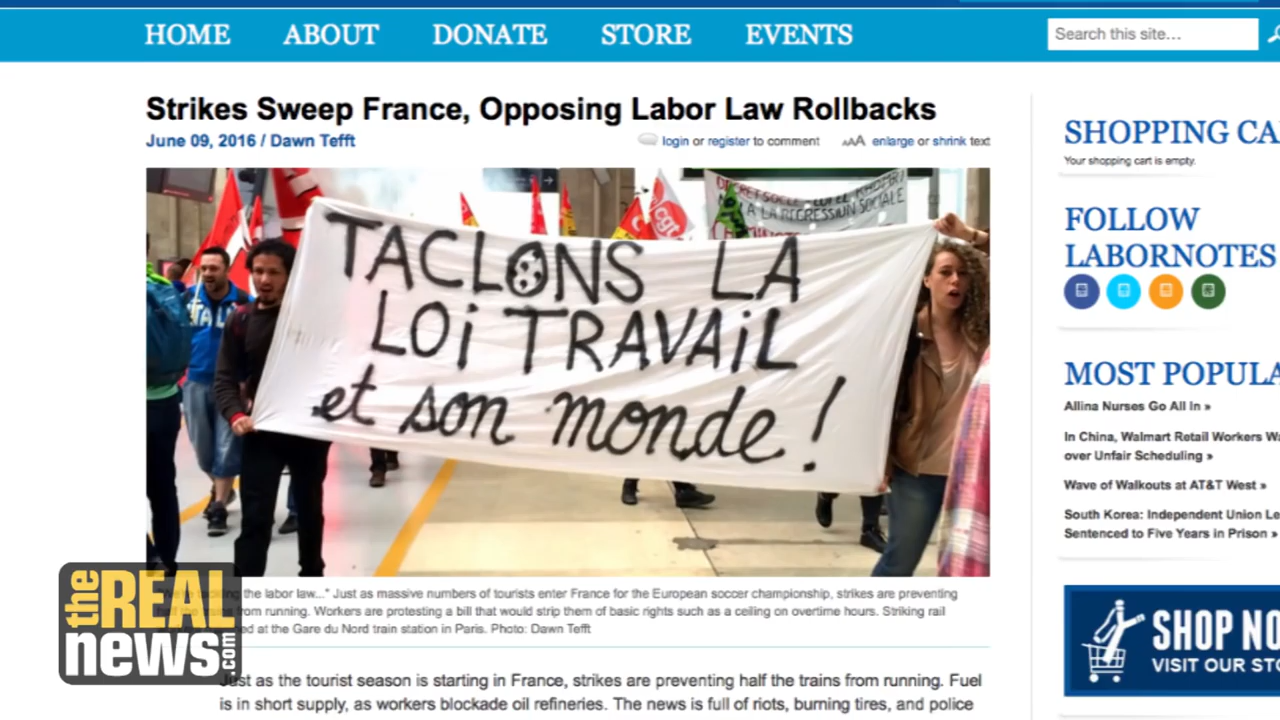 HOME ABOUT DONATE STORE EVENTS
Search this site...
Strikes Sweep France, Opposing Labor Law Rollbacks
June 09, 2016 / Dawn Tefft
login or register to comment
AAA enlarge or shrink text
TACLONS LA
LOi TRAVAiL
et son monde !
cgt
A LA REGRESSION SOCIALE
the labor law..." Just as massive numbers of tourists enter France for the European soccer championship, strikes are preventing
from running. Workers are protesting a bill that would strip them of basic rights such as a ceiling on overtime hours. Striking rail
at the Gare du Nord train station in Paris. Photo: Dawn Tefft
the REAL
news.com
Just as the tourist season is starting in France, strikes are preventing half the trains from running. Fuel
is in short supply, as workers blockade oil refineries. The news is full of riots, burning tires, and police
SHOPPING CA
Your shopping cart is empty.
FOLLOW
LABORNOTES
MOST POPULA
Allina Nurses Go All In »
In China, Walmart Retail Workers Wa
over Unfair Scheduling »
Wave of Walkouts at AT&T West »
South Korea: Independent Union Le
Sentenced to Five Years in Prison »
SHOP NO
VISIT OUR STO